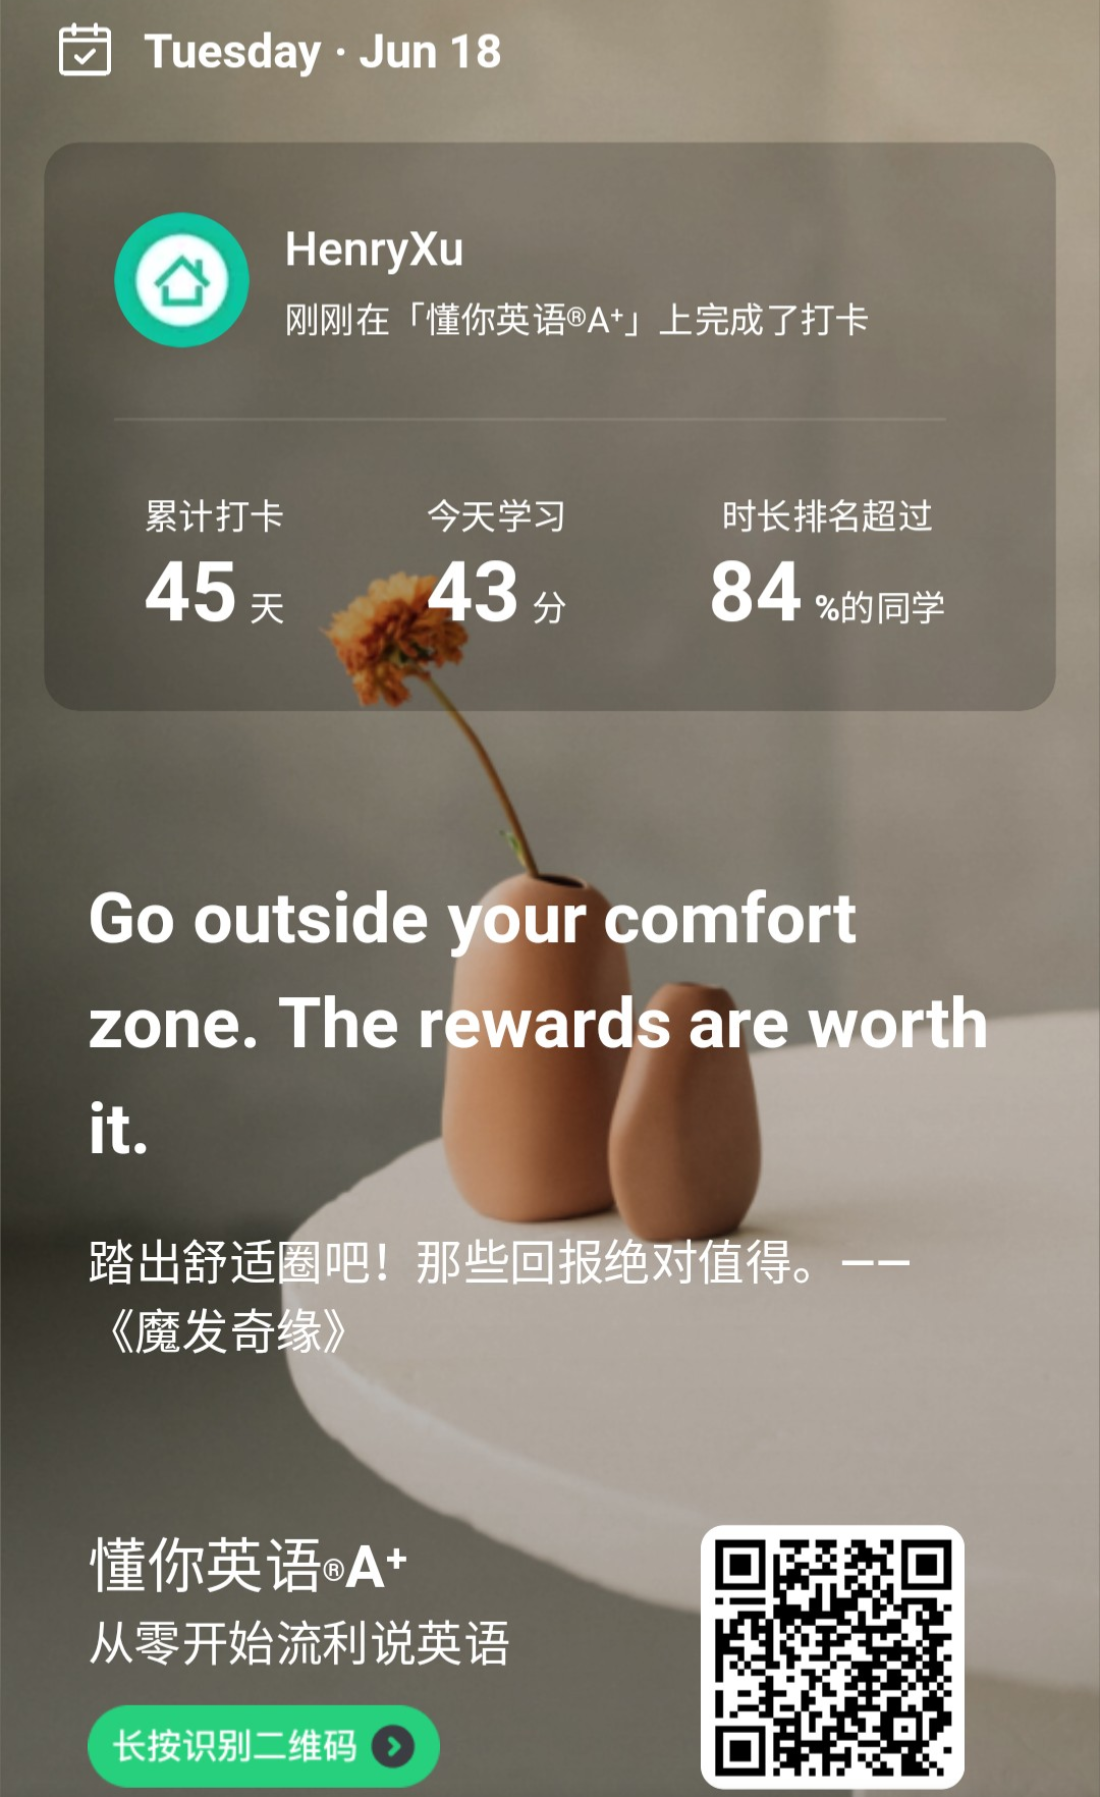 Tuesday · Jun 18
HenryXu
刚刚在「懂你英语®A⁺」上完成了打卡
累计打卡 今天学习 时长排名超过
45 天 43 分 84 %的同学
Go outside your comfort
zone. The rewards are worth
it.
踏出舒适圈吧！那些回报绝对值得。——
《魔发奇缘》
懂你英语®A⁺
从零开始流利说英语
长按识别二维码